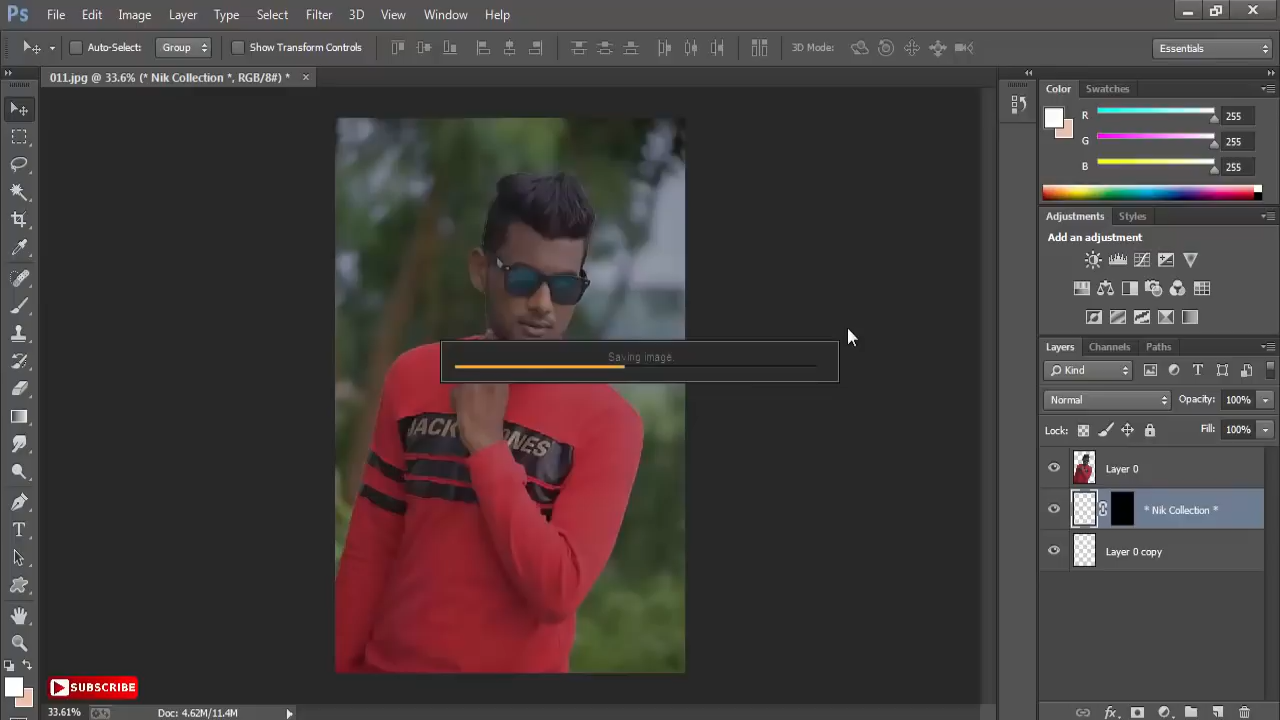 Ps File Edit Image Layer Type Select Filter 3D View Window Help
Auto-Select: Group Show Transform Controls 3D Mode: Essentials
011.jpg @ 33.6% (* Nik Collection *, RGB/8#) * ×
Color Swatches
R 255
G 255
B 255
Adjustments Styles
Add an adjustment
Saving image.
Layers Channels Paths
Kind
Normal Opacity: 100%
Lock: Fill: 100%
JACK JONES
Layer 0
* Nik Collection *
Layer 0 copy
SUBSCRIBE
33.61% Doc: 4.62M/11.4M